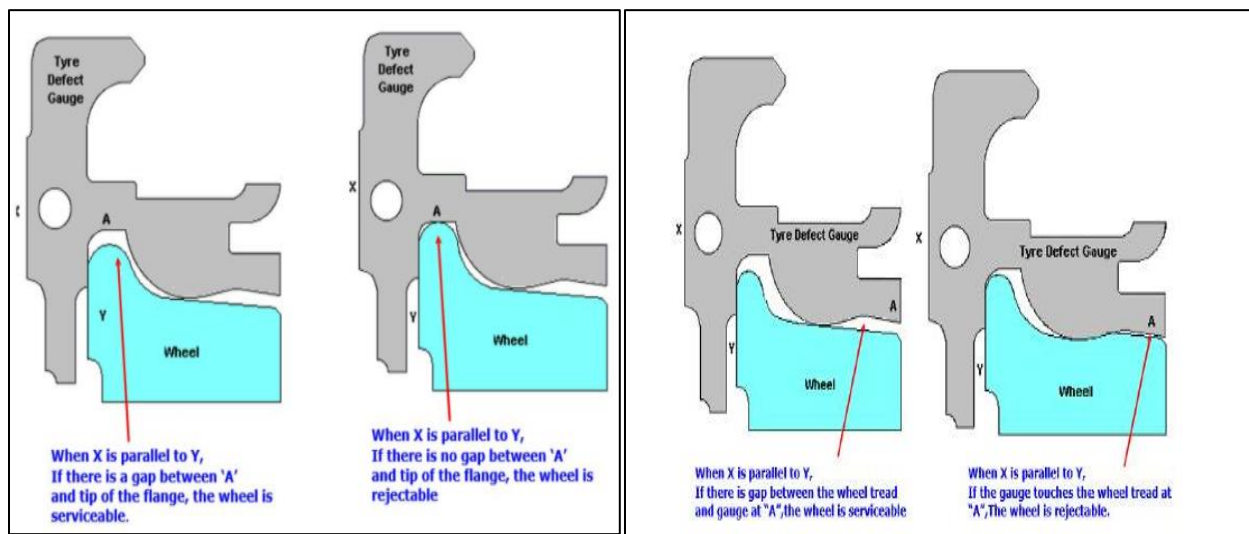 Tyre
Defect
Gauge
X
A
Y
Wheel
When X is parallel to Y,
If there is a gap between ‘A’
and tip of the flange, the wheel is
serviceable.
Tyre
Defect
Gauge
X
A
Y
Wheel
When X is parallel to Y,
If there is no gap between ‘A’
and tip of the flange, the wheel is
rejectable
X
Tyre Defect Gauge
A
Y
Wheel
When X is parallel to Y,
If there is gap between the wheel tread
and gauge at “A”,the wheel is serviceable
X
Tyre Defect Gauge
A
Y
Wheel
When X is parallel to Y,
If the gauge touches the wheel tread at
“A”,The wheel is rejectable.